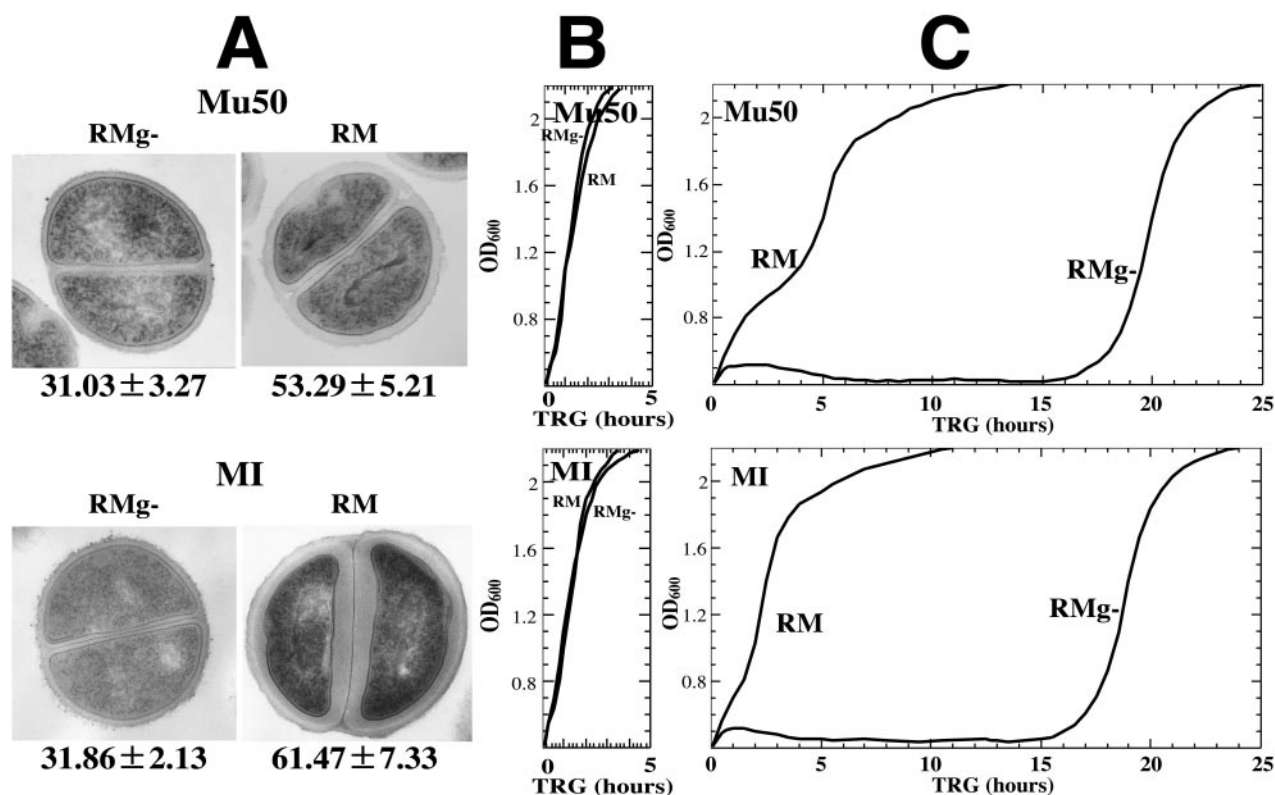 A
B
C
Mu50
RMg-
RM
31.03±3.27
53.29±5.21
Mu50
RMg-
RM
2
1.6
1.2
0.8
OD600
0
5
TRG (hours)
Mu50
RM
RMg-
2
1.6
1.2
0.8
OD600
0
5
10
15
20
25
TRG (hours)
MI
RMg-
RM
31.86±2.13
61.47±7.33
MI
RM
RMg-
2
1.6
1.2
0.8
OD600
0
5
TRG (hours)
MI
RM
RMg-
2
1.6
1.2
0.8
OD600
0
5
10
15
20
25
TRG (hours)